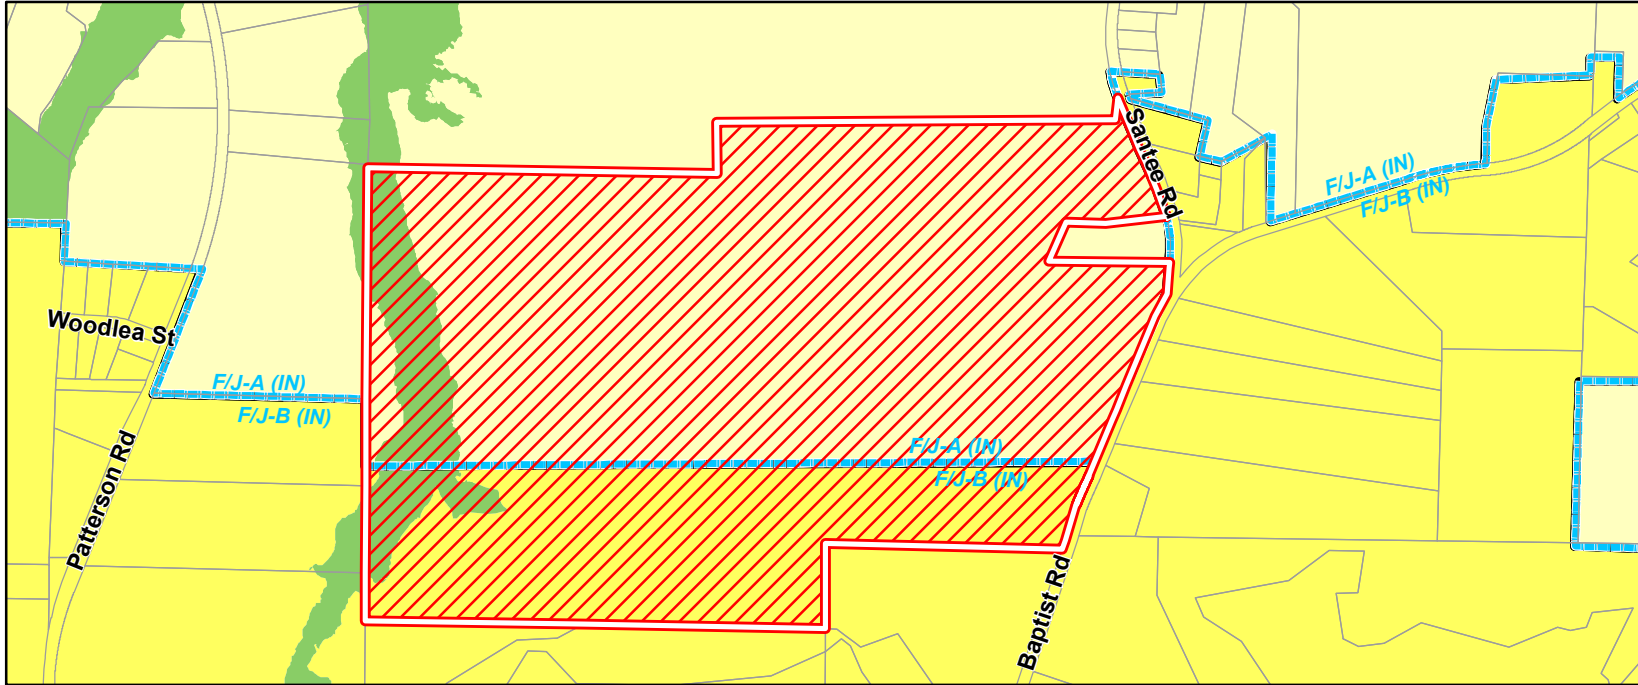 Santee Rd
F/J-A (IN)
F/J-B (IN)
Woodlea St
F/J-A (IN)
F/J-B (IN)
F/J-A (IN)
F/J-B (IN)
Patterson Rd
Baptist Rd